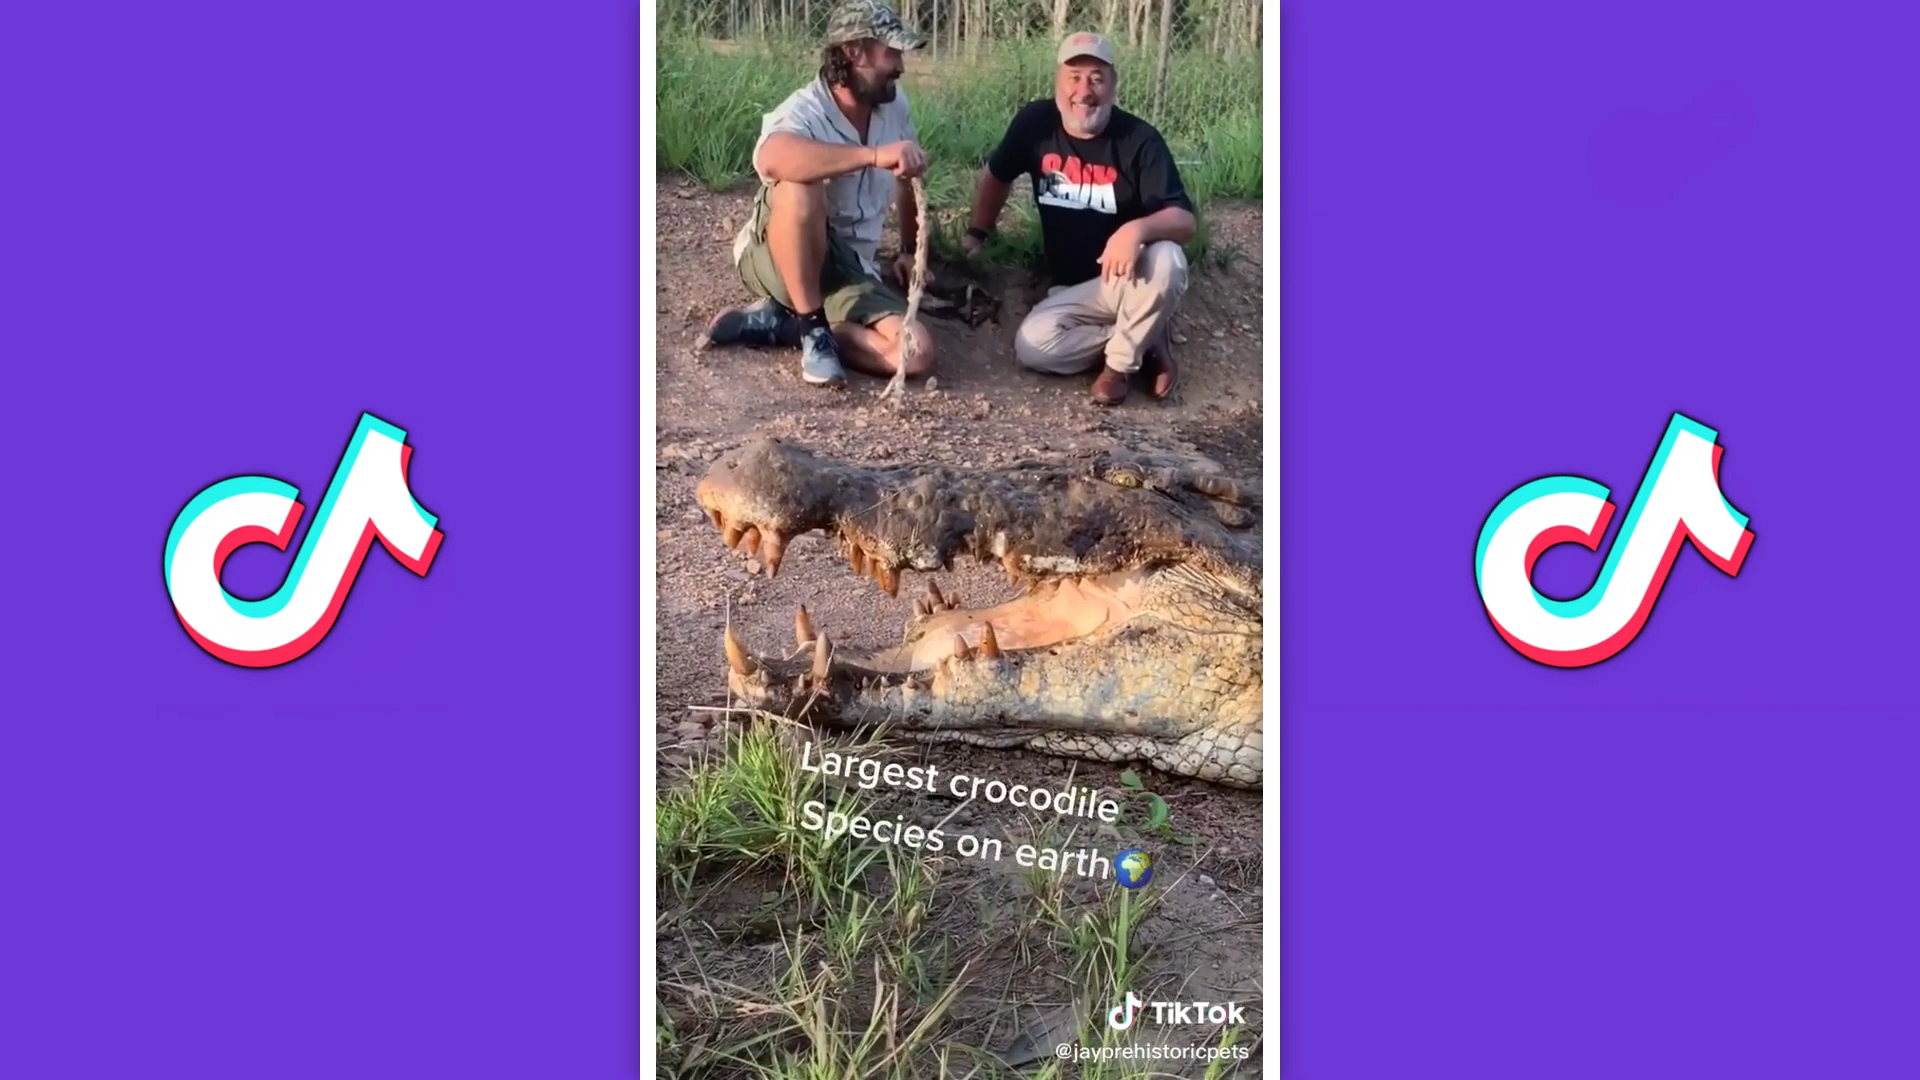 Largest crocodile
Species on earth
TikTok
@jayprehistoricpets